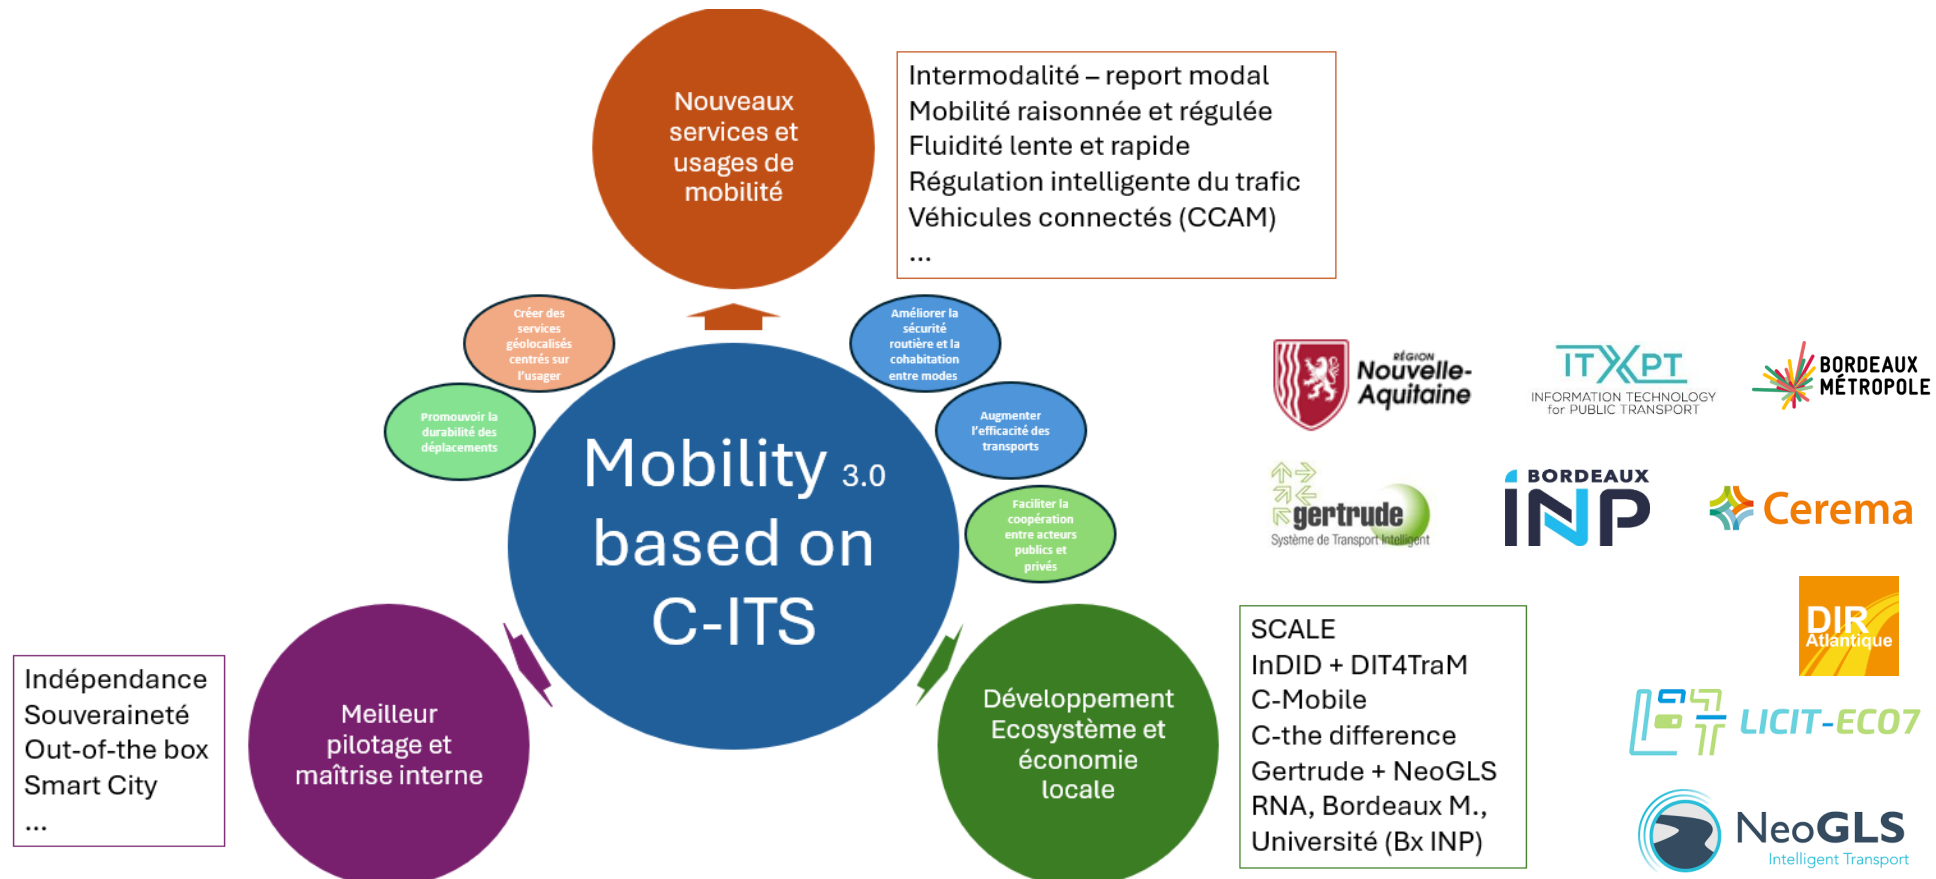 Nouveaux
services et
usages de
mobilité
Intermodalité – report modal
Mobilité raisonnée et régulée
Fluidité lente et rapide
Régulation intelligente du trafic
Véhicules connectés (CCAM)
...
Créer des
services
géolocalisés
centrés sur
l'usager
Améliorer la
sécurité
routière et la
cohabitation
entre modes
Promouvoir la
durabilité des
déplacements
Augmenter
l'efficacité des
transports
Faciliter la
coopération
entre acteurs
publics et
privés
Mobility 3.0
based on
C-ITS
Indépendance
Souveraineté
Out-of-the box
Smart City
...
Meilleur
pilotage et
maîtrise interne
Développement
Ecosystème et
économie
locale
SCALE
InDID + DIT4TraM
C-Mobile
C-the difference
Gertrude + NeoGLS
RNA, Bordeaux M.,
Université (Bx INP)
RÉGION
Nouvelle-
Aquitaine
ITXPT
INFORMATION TECHNOLOGY
for PUBLIC TRANSPORT
BORDEAUX
MÉTROPOLE
gertrude
Système de Transport Intelligent
BORDEAUX
INP
Cerema
DIR
Atlantique
LICIT-ECO7
NeoGLS
Intelligent Transport